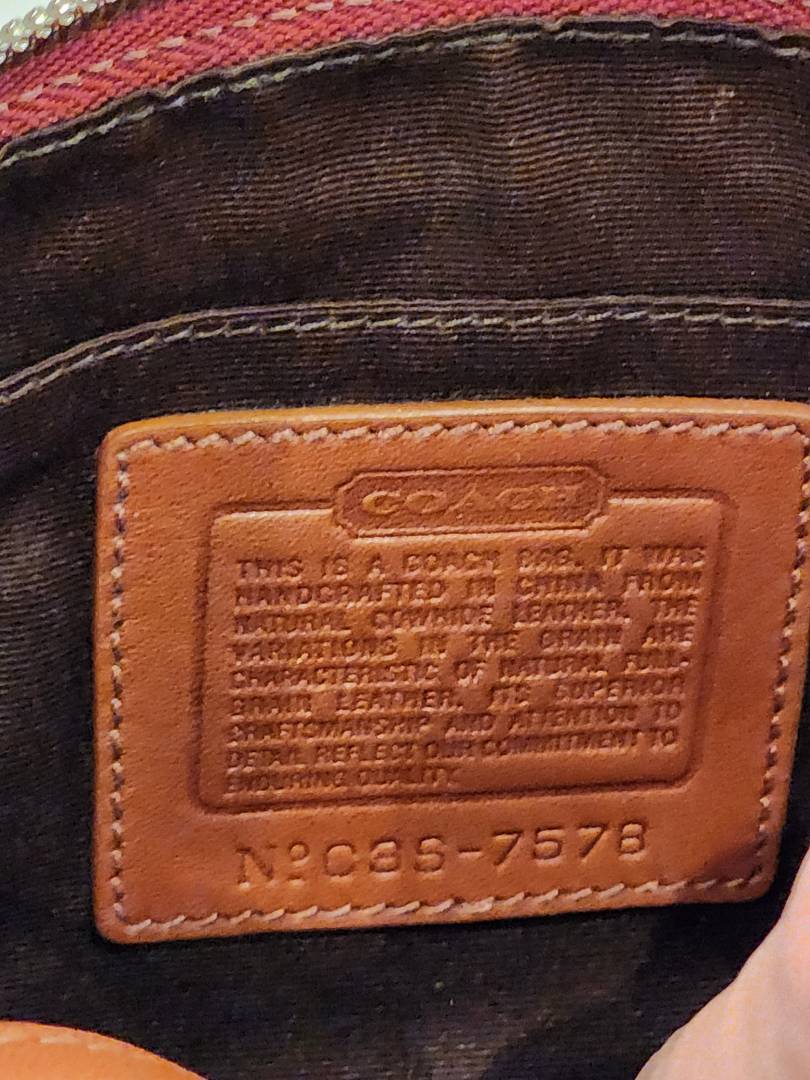 COACH
THIS IS A COACH BAG. IT WAS
HANDCRAFTED IN CHINA FROM
NATURAL COWHIDE LEATHER. THE
VARIATIONS IN THE GRAIN ARE
CHARACTERISTIC OF NATURAL FULL-
GRAIN LEATHER. ITS SUPERIOR
CRAFTSMANSHIP AND ATTENTION TO
DETAIL REFLECT OUR COMMITMENT TO
ENDURING QUALITY.
Nº C3S-7578